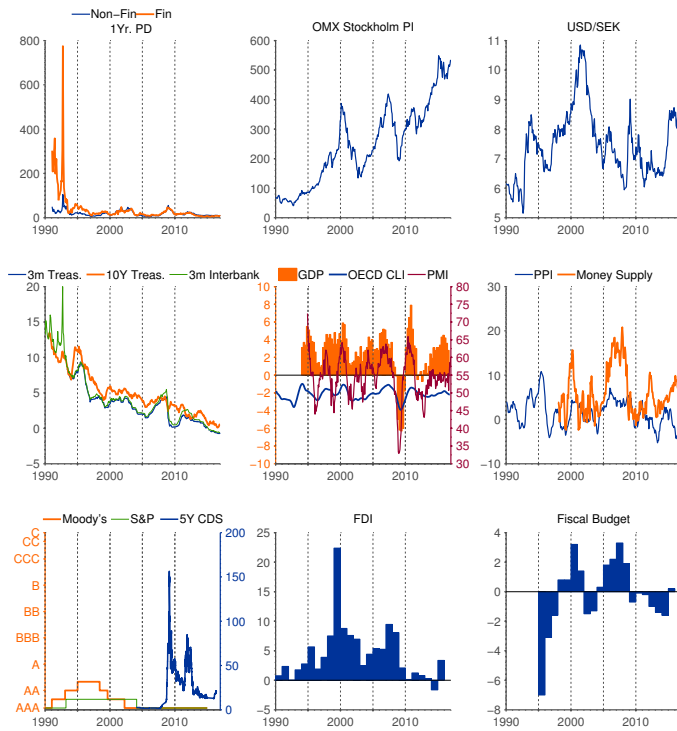 Non-Fin Fin
1Yr. PD
800
600
400
200
0
1990 2000 2010
OMX Stockholm PI
600
500
400
300
200
100
0
1990 2000 2010
USD/SEK
11
10
9
8
7
6
5
1990 2000 2010
3m Treas. 10Y Treas. 3m Interbank
20
15
10
5
0
−5
1990 2000 2010
GDP OECD CLI PMI
10 80
8 75
6 70
4 65
2 60
0 55
−2 50
−4 45
−6 40
−8 35
−10 30
1990 2000 2010
PPI Money Supply
30
20
10
0
−10
1990 2000 2010
Moody's S&P 5Y CDS
C
CC
CCC
B
BB
BBB
A
AA
AAA
200
150
100
50
0
1990 2000 2010
FDI
25
20
15
10
5
0
−5
1990 2000 2010
Fiscal Budget
4
2
0
−2
−4
−6
−8
1990 2000 2010